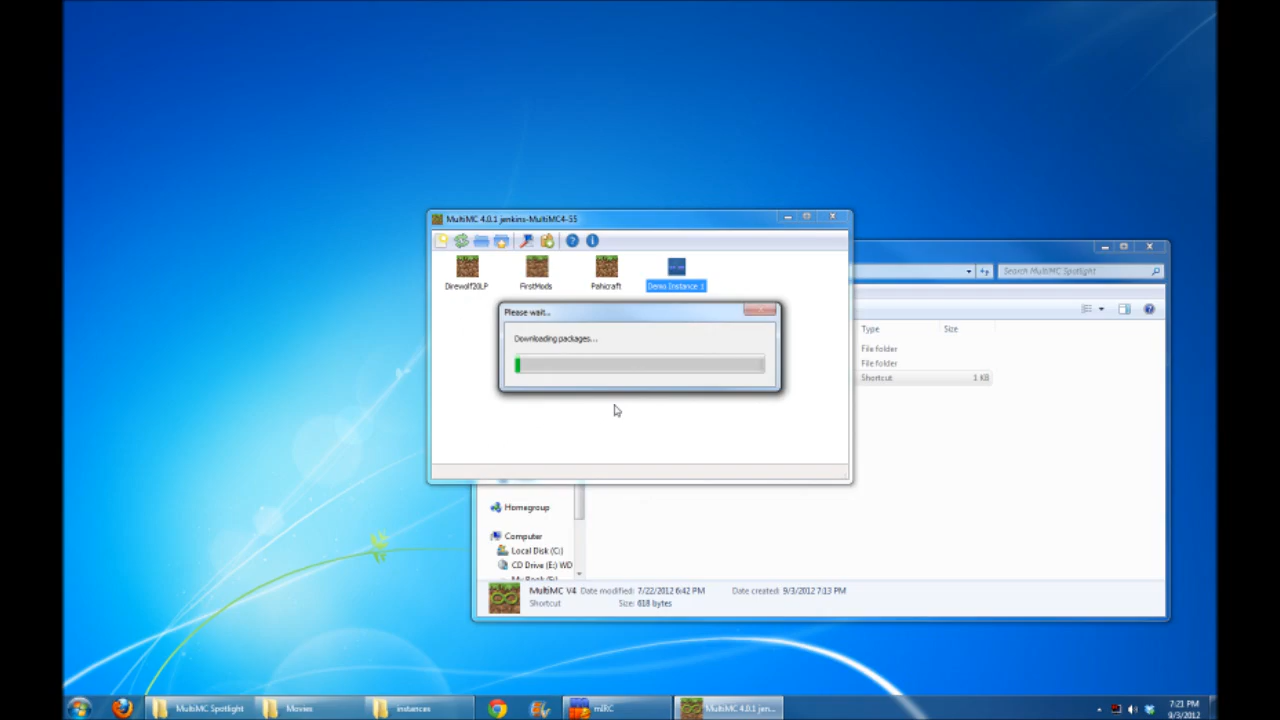 MultiMC 4.0.1 jenkins-MultiMC4-55
Direwolf20LP
FirstMods
Pahicraft
Demo Instance 1
Please wait...
Downloading packages...
Search MultiMC Spotlight
Type
Size
File folder
File folder
Shortcut
1 KB
Homegroup
Computer
Local Disk (C:)
CD Drive (E:) WD
MultiMC V4 Date modified: 7/22/2012 6:42 PM Date created: 9/3/2012 7:13 PM
Shortcut Size: 618 bytes
MultiMC Spotlight
Movies
instances
mIRC
MultiMC 4.0.1 jen...
7:21 PM
9/3/2012